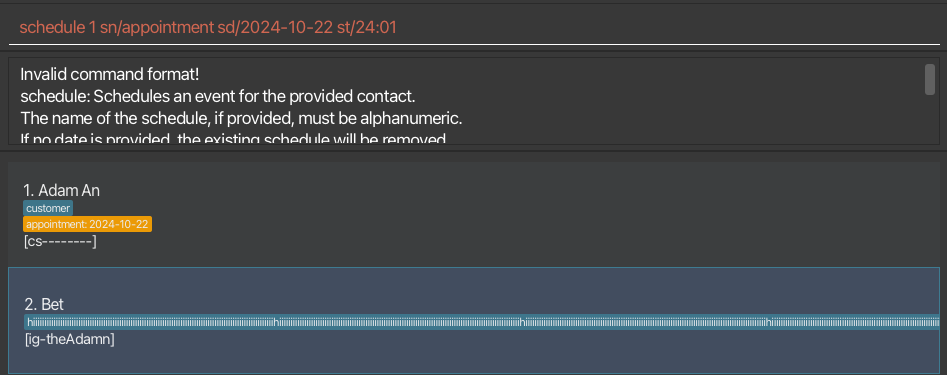 schedule 1 sn/appointment sd/2024-10-22 st/24:01
Invalid command format!
schedule: Schedules an event for the provided contact.
The name of the schedule, if provided, must be alphanumeric.
If no date is provided, the existing schedule will be removed
1. Adam An
customer
appointment: 2024-10-22
[cs--------]
2. Bet
[ig-theAdamn]